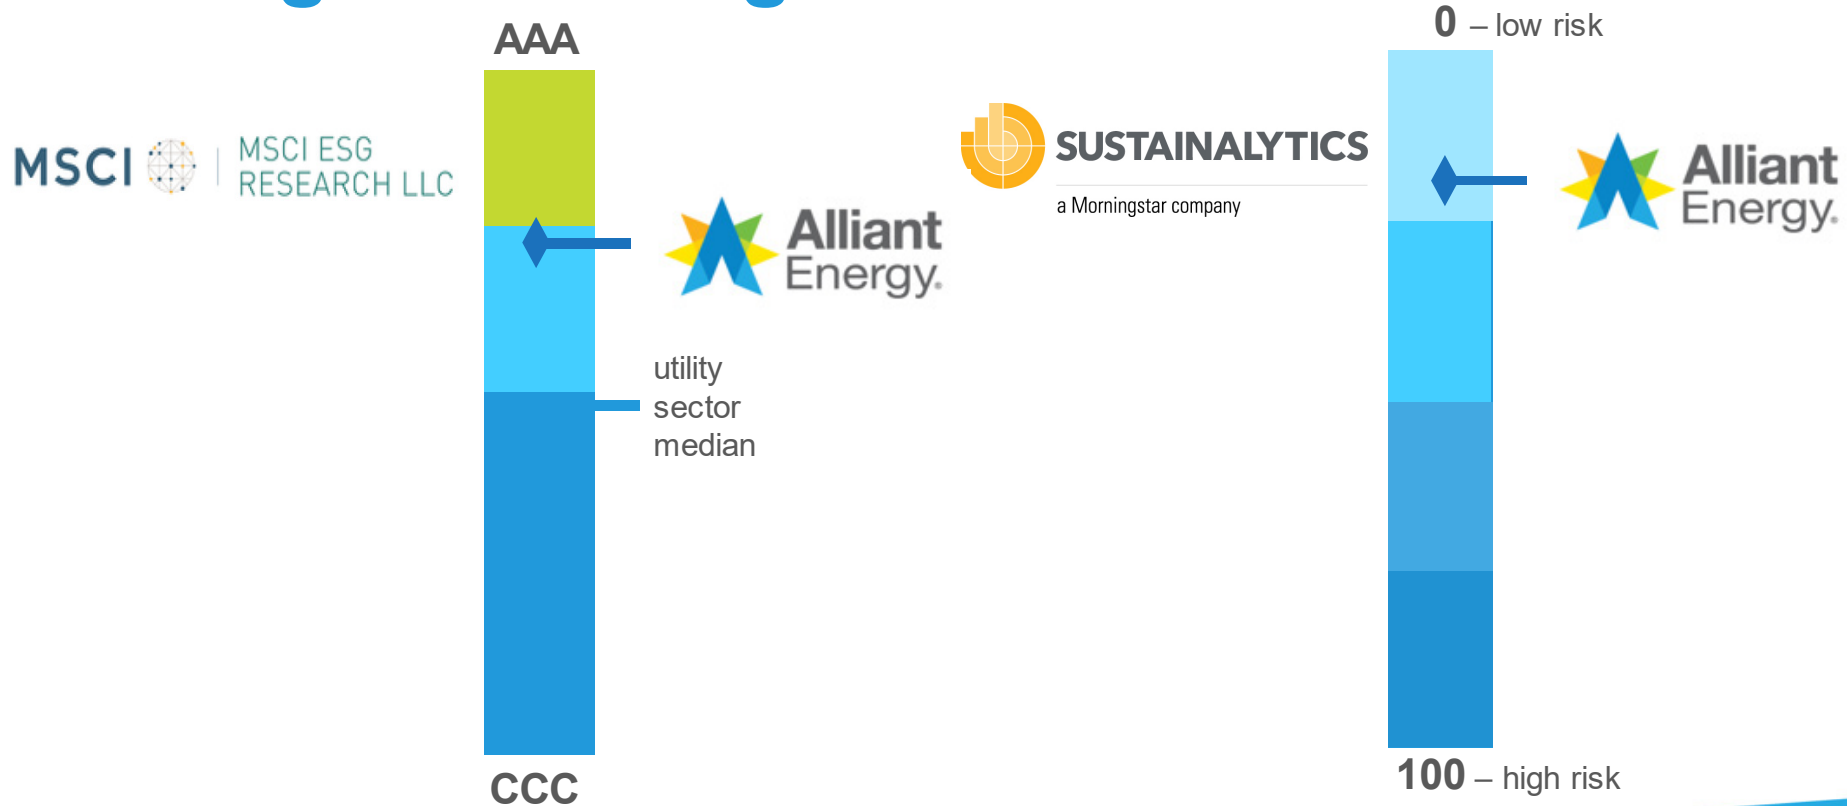 AAA
MSCI
MSCI ESG
RESEARCH LLC
Alliant
Energy.
utility
sector
median
CCC
0 – low risk
SUSTAINALYTICS
a Morningstar company
Alliant
Energy.
100 – high risk